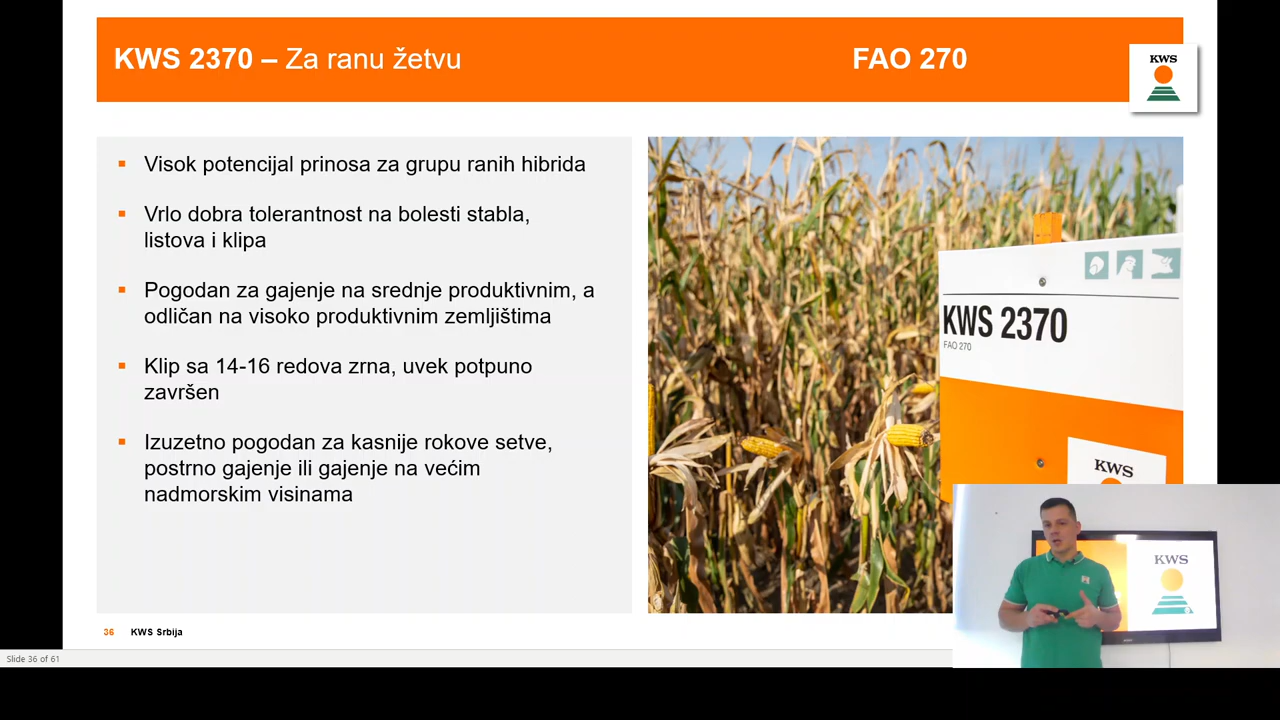 KWS 2370 – Za ranu žetvu
FAO 270
KWS
Visok potencijal prinosa za grupu ranih hibrida
Vrlo dobra tolerantnost na bolesti stabla,
listova i klipa
Pogodan za gajenje na srednje produktivnim, a
odličan na visoko produktivnim zemljištima
Klip sa 14-16 redova zrna, uvek potpuno
završen
Izuzetno pogodan za kasnije rokove setve,
postrno gajenje ili gajenje na većim
nadmorskim visinama
KWS 2370
FAO 270
KWS
KWS
36 KWS Srbija
Slide 36 of 61